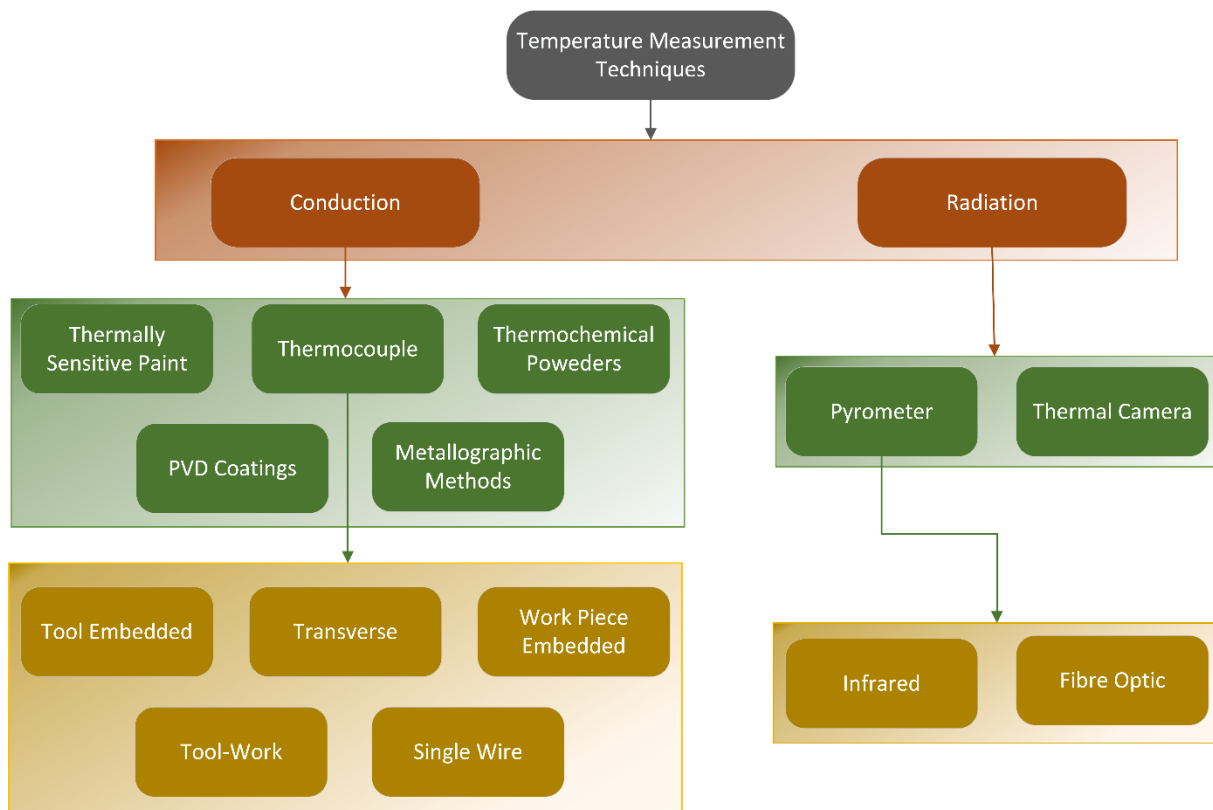 Temperature Measurement
Techniques
Conduction
Radiation
Thermally
Sensitive Paint
Thermocouple
Thermochemical
Poweders
PVD Coatings
Metallographic
Methods
Pyrometer
Thermal Camera
Tool Embedded
Transverse
Work Piece
Embedded
Tool-Work
Single Wire
Infrared
Fibre Optic